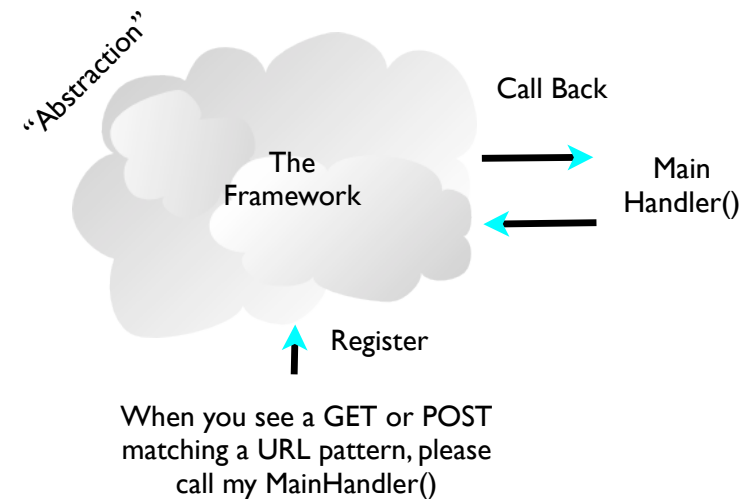 “Abstraction”
Call Back
The
Framework
Main
Handler()
Register
When you see a GET or POST
matching a URL pattern, please
call my MainHandler()